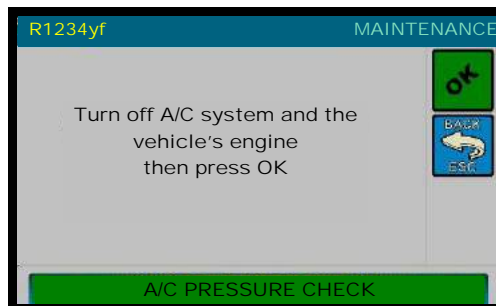 R1234yf MAINTENANCE
OK
Turn off A/C system and the
vehicle's engine
then press OK
BACK
ESC
A/C PRESSURE CHECK